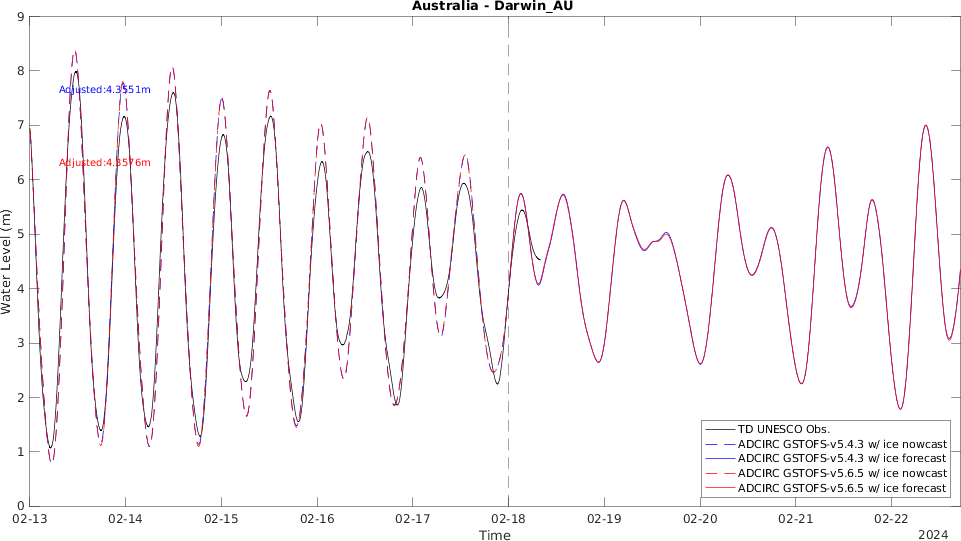 Australia - Darwin_AU
9
8
7
6
5
4
3
2
1
0
Water Level (m)
Adjusted:4.3551m
Adjusted:4.3576m
TD UNESCO Obs.
ADCIRC GSTOFS-v5.4.3 w/ ice nowcast
ADCIRC GSTOFS-v5.4.3 w/ ice forecast
ADCIRC GSTOFS-v5.6.5 w/ ice nowcast
ADCIRC GSTOFS-v5.6.5 w/ ice forecast
02-13 02-14 02-15 02-16 02-17 02-18 02-19 02-20 02-21 02-22
Time
2024